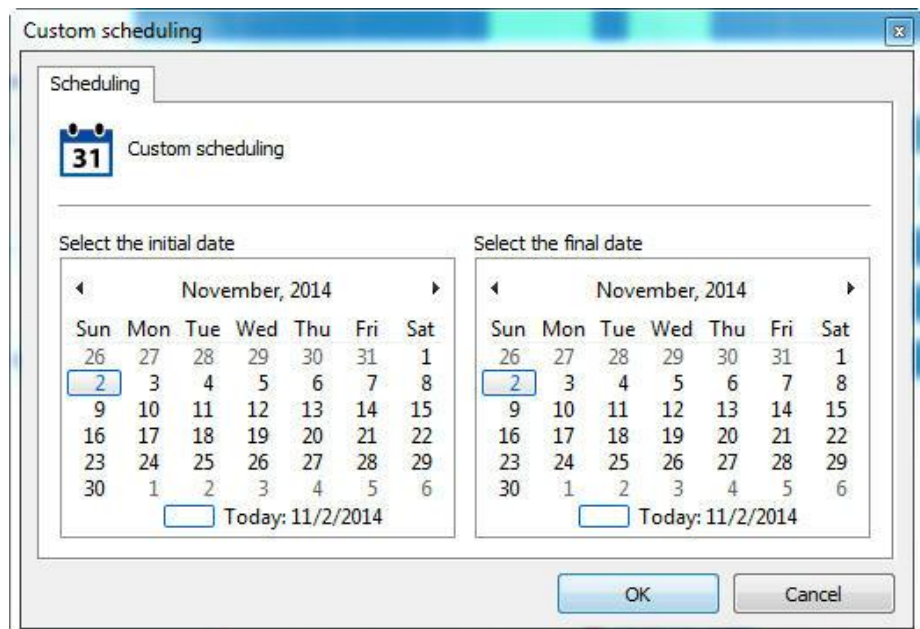 Custom scheduling
Scheduling
31 Custom scheduling
Select the initial date
November, 2014
Sun Mon Tue Wed Thu Fri Sat
26 27 28 29 30 31 1
2 3 4 5 6 7 8
9 10 11 12 13 14 15
16 17 18 19 20 21 22
23 24 25 26 27 28 29
30 1 2 3 4 5 6
Today: 11/2/2014
Select the final date
November, 2014
Sun Mon Tue Wed Thu Fri Sat
26 27 28 29 30 31 1
2 3 4 5 6 7 8
9 10 11 12 13 14 15
16 17 18 19 20 21 22
23 24 25 26 27 28 29
30 1 2 3 4 5 6
Today: 11/2/2014
OK Cancel